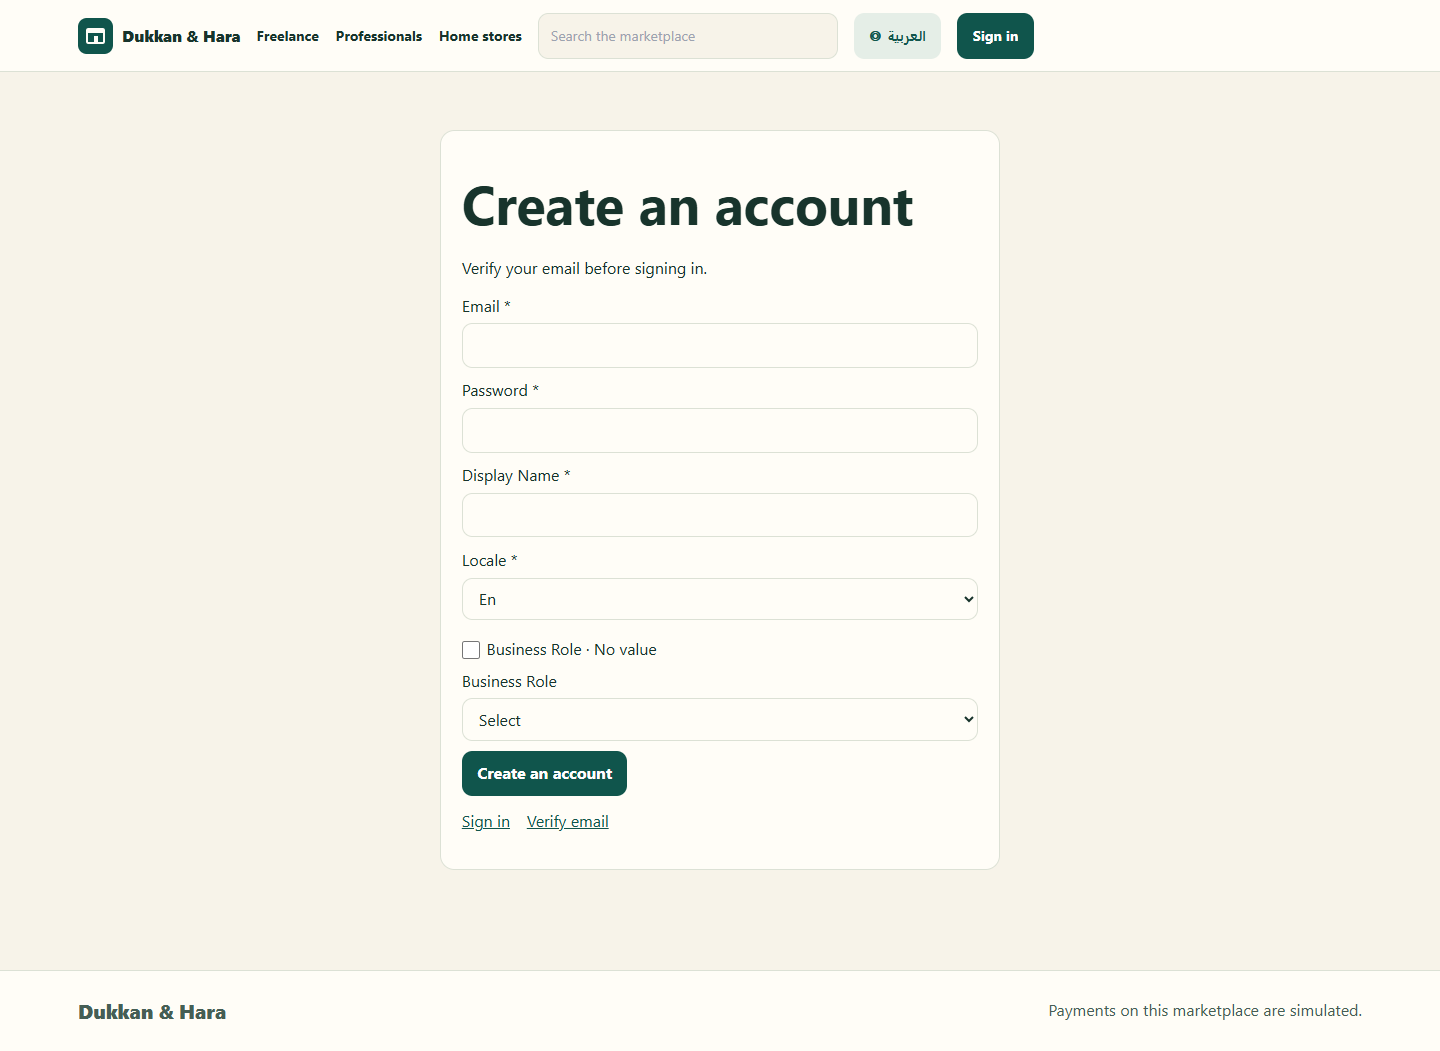 Dukkan & Hara Freelance Professionals Home stores Search the marketplace العربية Sign in
Create an account
Verify your email before signing in.
Email *
Password *
Display Name *
Locale *
En
Business Role · No value
Business Role
Select
Create an account
Sign in Verify email
Dukkan & Hara Payments on this marketplace are simulated.